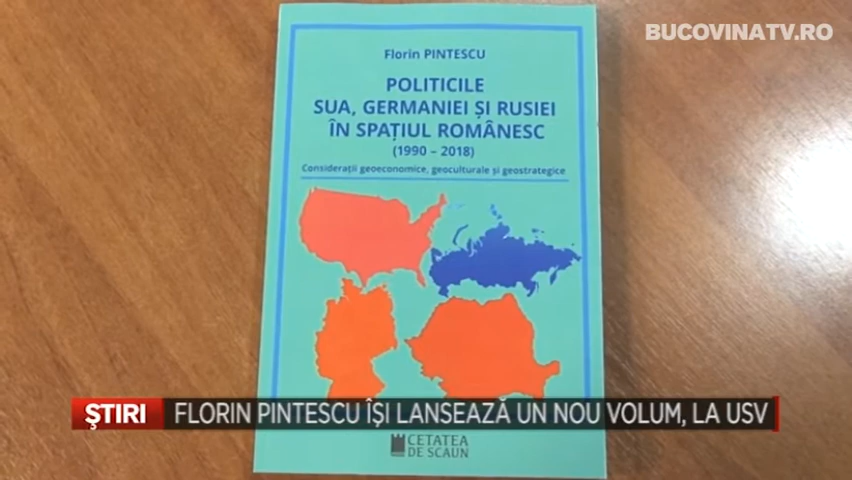 BUCOVINATV.RO
Florin PINTESCU
POLITICILE
SUA, GERMANIEI ȘI RUSIEI
ÎN SPAȚIUL ROMÂNESC
(1990 – 2018)
Considerații geoeconomice, geoculturale și geostrategice
ŞTIRI
FLORIN PINTESCU ÎȘI LANSEAZĂ UN NOU VOLUM, LA USV
CETATEA
DE SCAUN